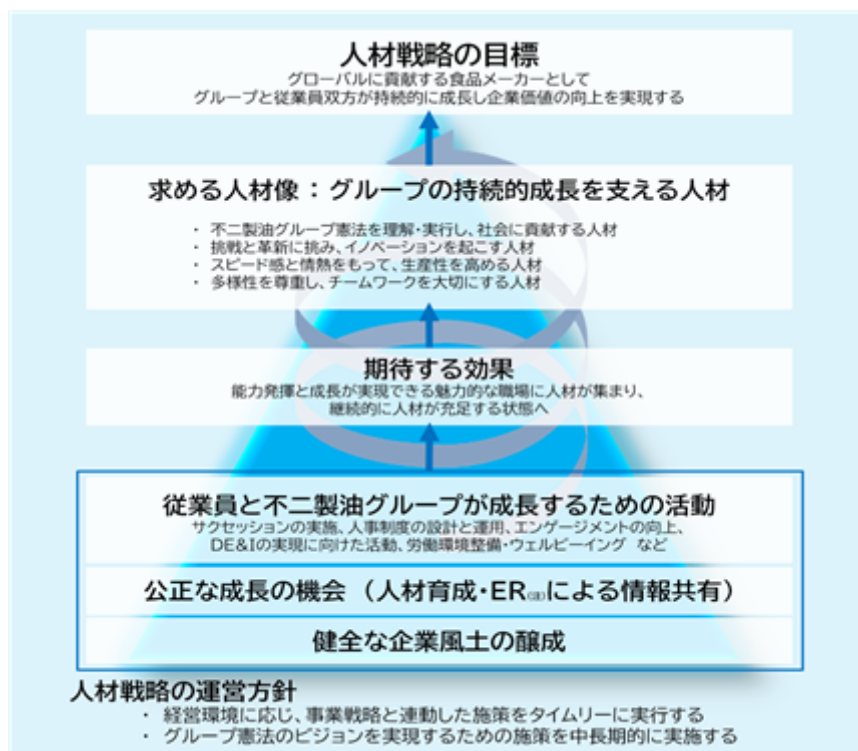 人材戦略の目標
グローバルに貢献する食品メーカーとして
グループと従業員双方が持続的に成長し企業価値の向上を実現する
求める人材像：グループの持続的成長を支える人材
・ 不二製油グループ憲法を理解・実行し、社会に貢献する人材
・ 挑戦と革新に挑み、イノベーションを起こす人材
・ スピード感と情熱をもって、生産性を高める人材
・ 多様性を尊重し、チームワークを大切にする人材
期待する効果
能力発揮と成長が実現できる魅力的な職場に人材が集まり、
継続的に人材が充足する状態へ
従業員と不二製油グループが成長するための活動
サクセッションの実施、人事制度の設計と運用、エンゲージメントの向上、
DE&Iの実現に向けた活動、労働環境整備・ウェルビーイング など
公正な成長の機会（人材育成・ER(注)による情報共有）
健全な企業風土の醸成
人材戦略の運営方針
・ 経営環境に応じ、事業戦略と連動した施策をタイムリーに実行する
・ グループ憲法のビジョンを実現するための施策を中長期的に実施する